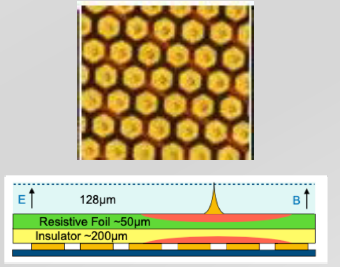 E 128µm B
Resistive Foil ~50µm
Insulator ~200µm